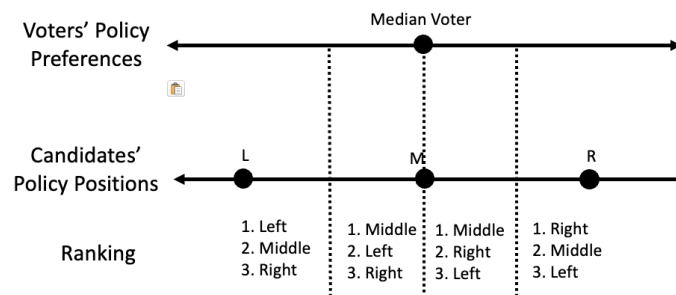 Voters' Policy
Preferences
Median Voter
Candidates'
Policy Positions
L
M
R
Ranking
1. Left
2. Middle
3. Right
1. Middle
2. Left
3. Right
1. Middle
2. Right
3. Left
1. Right
2. Middle
3. Left